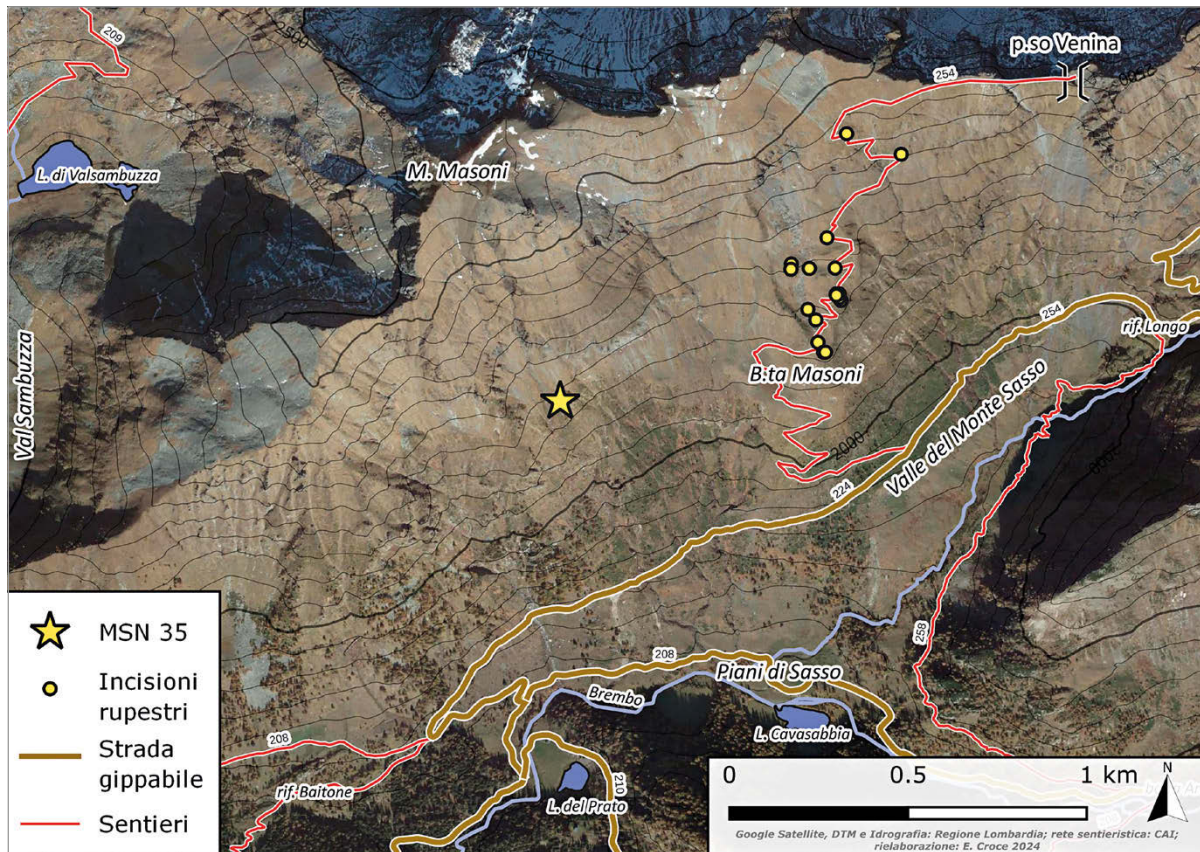 209
2500
p.so Venina
254
M. Masoni
L. di Valsambuzza
Val Sambuzza
254
rif. Longo
B.ta Masoni
2000
Valle del Monte Sasso
224
258
208
Piani di Sasso
Brembo
L. Cavasabbia
208
rif. Baitone
L. del Prato
210
MSN 35
Incisioni
rupestri
Strada
gippabile
Sentieri
0 0.5 1 km
N
Google Satellite, DTM e Idrografia: Regione Lombardia; rete sentieristica: CAI;
rielaborazione: E. Croce 2024